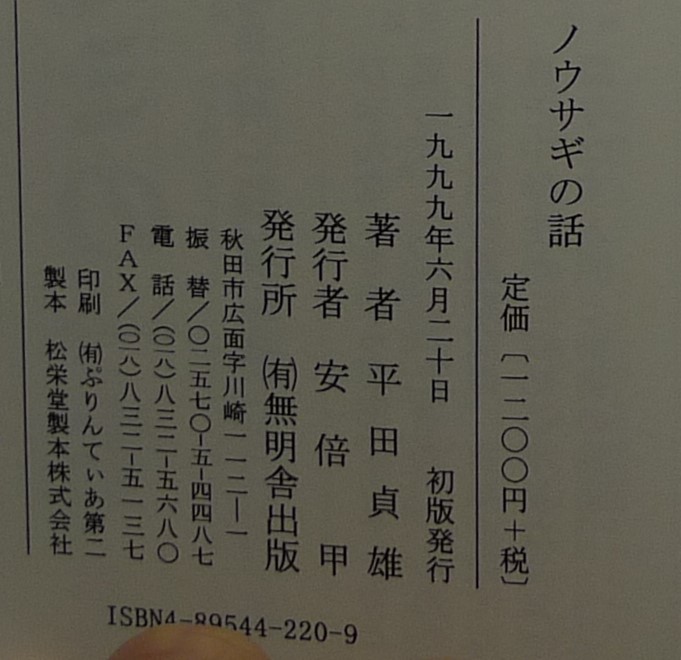 ノウサギの話
定価〔一二〇〇円＋税〕
一九九九年六月二十日　初版発行
著者　平田貞雄
発行者　安倍　甲
発行所　㈲無明舎出版
秋田市広面字川崎一一二―一
振替／〇二五七〇―五―四四八七
電話／（〇一八）八三二―五六八〇
FAX／（〇一八）八三二―五一三七
印刷　㈲ぷりんてぃあ第二
製本　松栄堂製本株式会社
ISBN4-89544-220-9